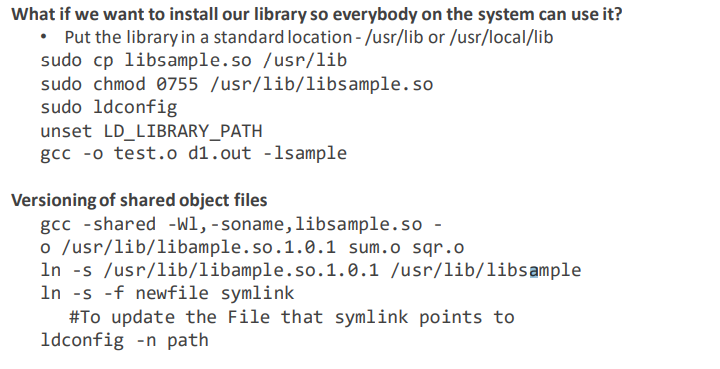 What if we want to install our library so everybody on the system can use it?
• Put the library in a standard location - /usr/lib or /usr/local/lib
sudo cp libsample.so /usr/lib
sudo chmod 0755 /usr/lib/libsample.so
sudo ldconfig
unset LD_LIBRARY_PATH
gcc -o test.o d1.out -lsample
Versioning of shared object files
gcc -shared -Wl,-soname,libsample.so -
o /usr/lib/libample.so.1.0.1 sum.o sqr.o
ln -s /usr/lib/libample.so.1.0.1 /usr/lib/libsample
ln -s -f newfile symlink
#To update the File that symlink points to
ldconfig -n path